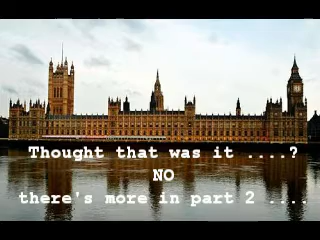 Thought that was it ....?
NO
there's more in part 2 ....